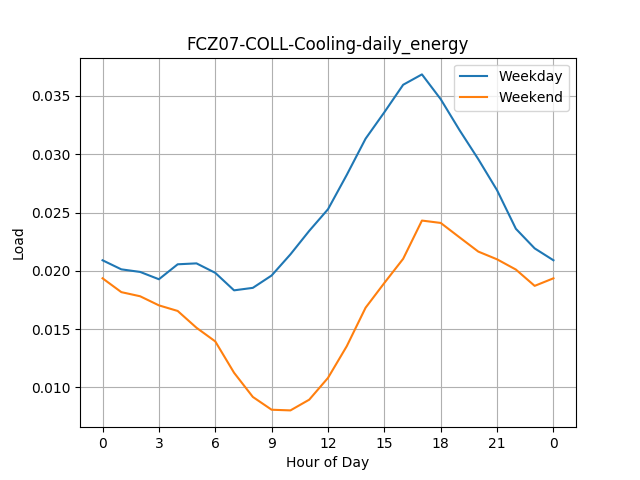 FCZ07-COLL-Cooling-daily_energy
Weekday
Weekend
0.035
0.030
0.025
0.020
0.015
0.010
Load
0 3 6 9 12 15 18 21 0
Hour of Day